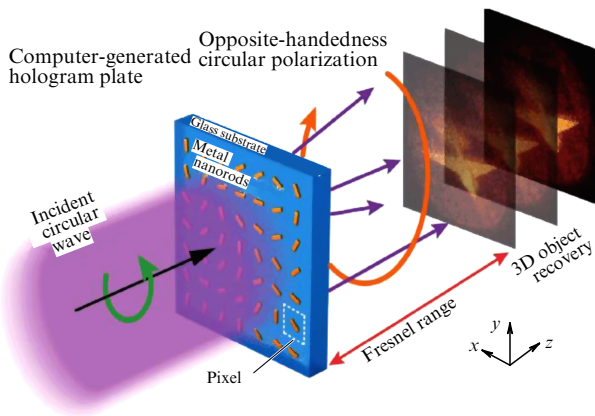 Computer-generated
hologram plate
Opposite-handedness
circular polarization
Glass substrate
Metal
nanorods
Incident
circular
wave
3D object
recovery
Fresnel range
Pixel
y
x
z